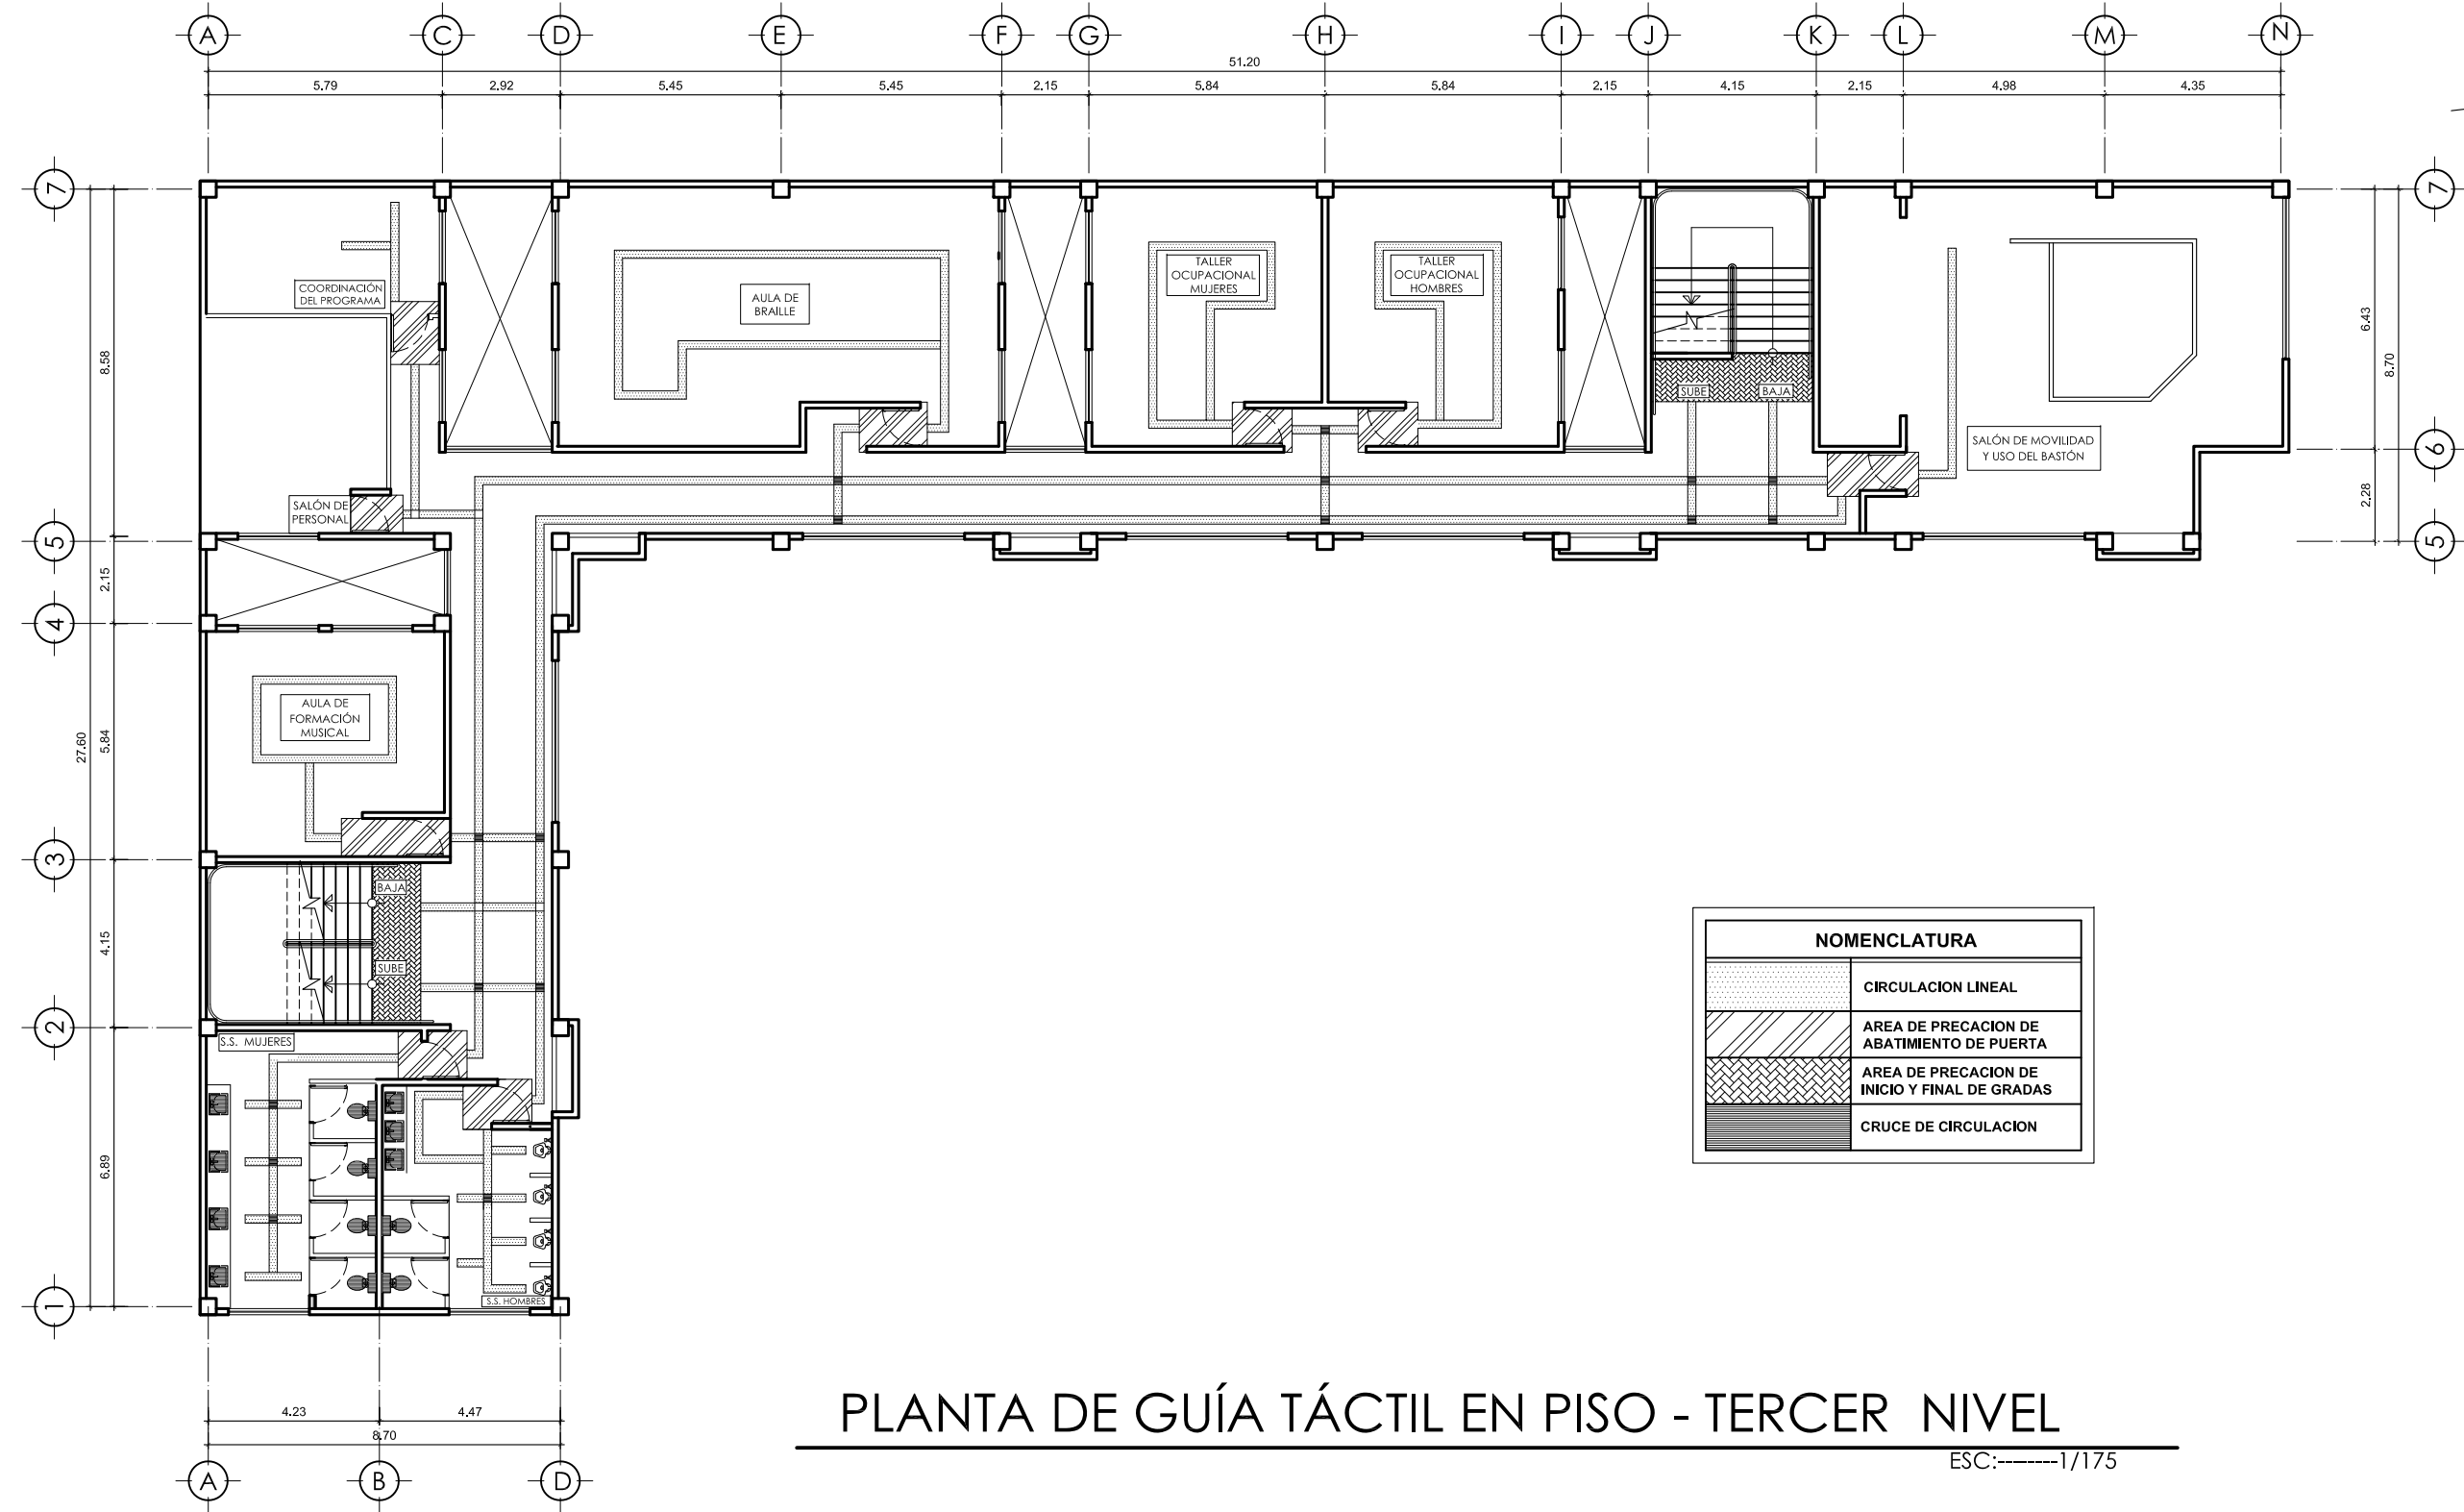 A C D E F G H I J K L M N
51.20
5.79 2.92 5.45 5.45 2.15 5.84 5.84 2.15 4.15 2.15 4.98 4.35
7 7
COORDINACIÓN
DEL PROGRAMA
AULA DE
BRAILLE
TALLER
OCUPACIONAL
MUJERES
TALLER
OCUPACIONAL
HOMBRES
SUBE BAJA
SALÓN DE MOVILIDAD
Y USO DEL BASTÓN
6.43
8.70
2.28
6
8.58
SALÓN DE
PERSONAL
5 5
2.15
4
AULA DE
FORMACIÓN
MUSICAL
5.84
27.60
3
BAJA
SUBE
4.15
2
S.S. MUJERES
6.89
S.S. HOMBRES
1
NOMENCLATURA
CIRCULACION LINEAL
AREA DE PRECACION DE
ABATIMIENTO DE PUERTA
AREA DE PRECACION DE
INICIO Y FINAL DE GRADAS
CRUCE DE CIRCULACION
4.23 4.47
8.70
A B D
PLANTA DE GUÍA TÁCTIL EN PISO - TERCER NIVEL
ESC:--------1/175